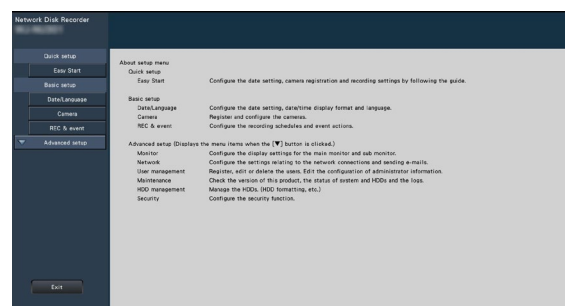 Network Disk Recorder
Quick setup
Easy Start
Basic setup
Date/Language
Camera
REC & event
Advanced setup
Exit
About setup menu
Quick setup
Easy Start Configure the date setting, camera registration and recording settings by following the guide.
Basic setup
Date/Language Configure the date setting, date/time display format and language.
Camera Register and configure the cameras.
REC & event Configure the recording schedules and event actions.
Advanced setup (Displays the menu items when the [▼] button is clicked.)
Monitor Configure the display settings for the main monitor and sub monitor.
Network Configure the settings relating to the network connections and sending e-mails.
User management Register, edit or delete the users. Edit the configuration of administrator information.
Maintenance Check the version of this product, the status of system and HDDs and the logs.
HDD management Manage the HDDs. (HDD formatting, etc.)
Security Configure the security function.